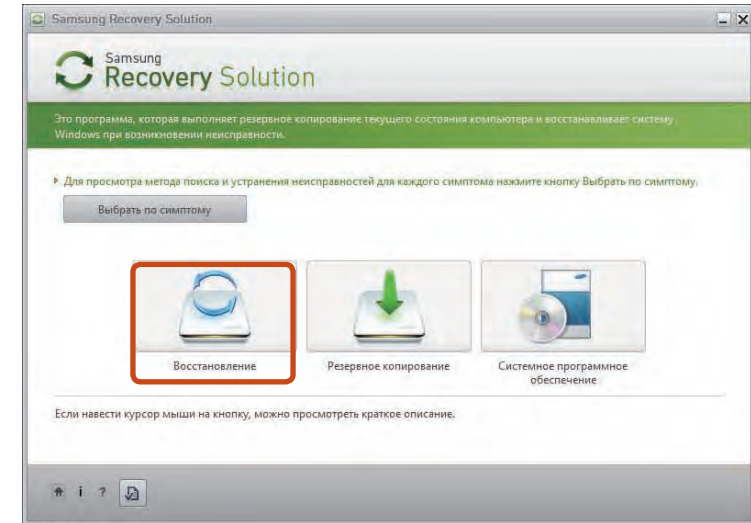 Samsung Recovery Solution
Samsung
Recovery Solution
Это программа, которая выполняет резервное копирование текущего состояния компьютера и восстанавливает систему
Windows при возникновении неисправности.
Для просмотра метода поиска и устранения неисправностей для каждого симптома нажмите кнопку Выбрать по симптому.
Выбрать по симптому
Восстановление
Резервное копирование
Системное программное
обеспечение
Если навести курсор мыши на кнопку, можно просмотреть краткое описание.
i ?